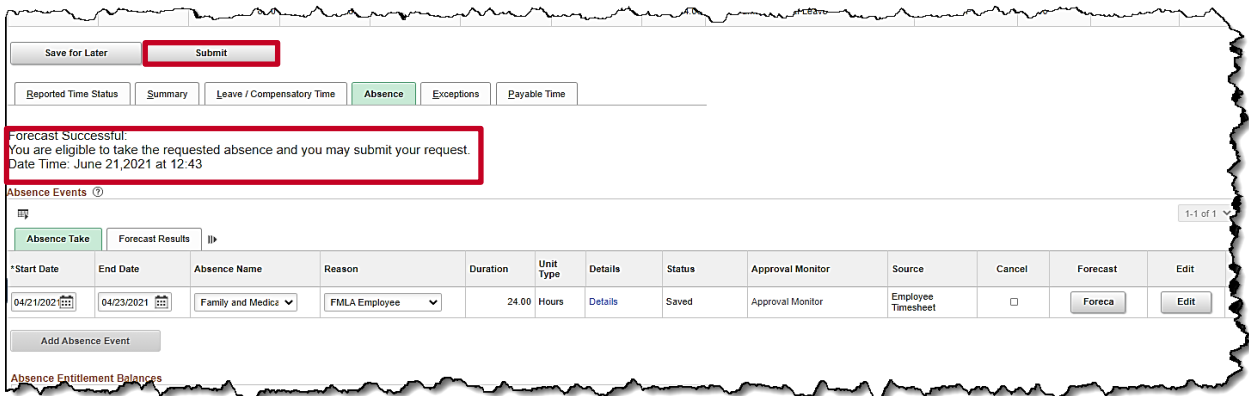 Save for Later Submit
Reported Time Status Summary Leave / Compensatory Time Absence Exceptions Payable Time
Forecast Successful:
You are eligible to take the requested absence and you may submit your request.
Date Time: June 21,2021 at 12:43
Absence Events
1-1 of 1
Absence Take Forecast Results
*Start Date End Date Absence Name Reason Duration Unit Type Details Status Approval Monitor Source Cancel Forecast Edit
04/21/2021 04/23/2021 Family and Medica FMLA Employee 24.00 Hours Details Saved Approval Monitor Employee Timesheet Foreca Edit
Add Absence Event
Absence Entitlement Balances